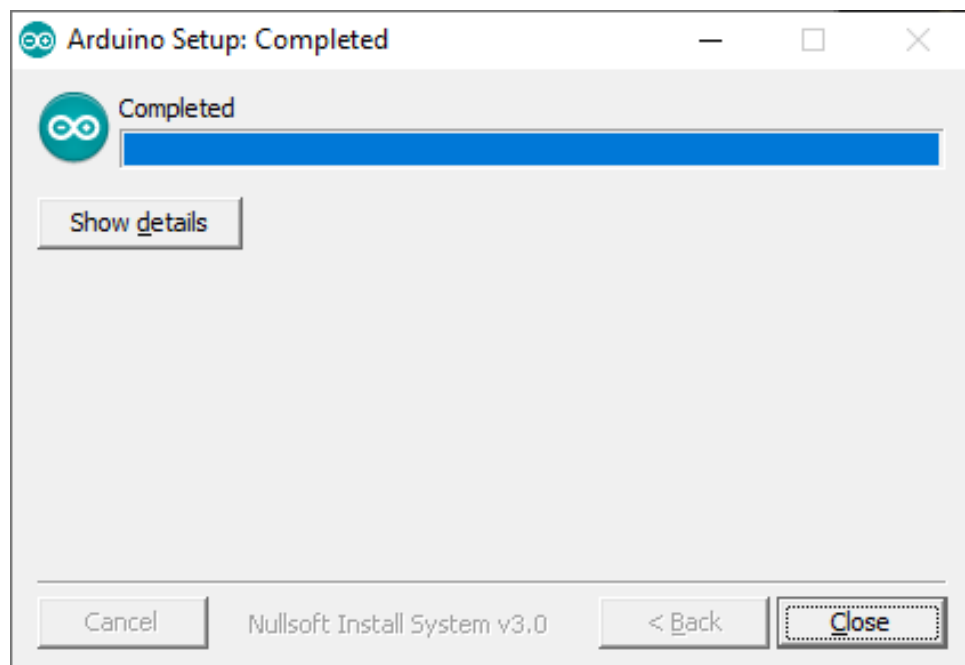 Arduino Setup: Completed
Completed
Show details
Cancel
Nullsoft Install System v3.0
< Back
Close